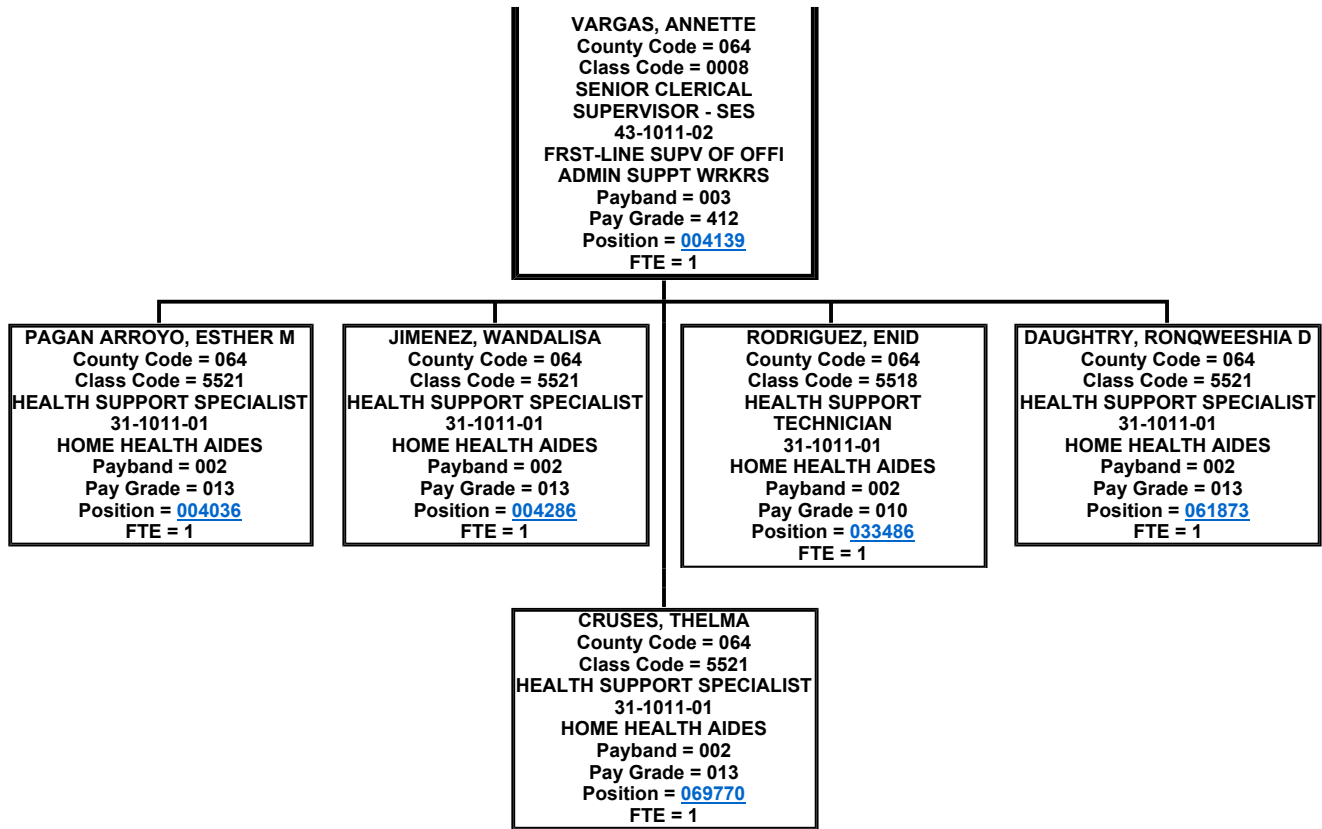 VARGAS, ANNETTE
County Code = 064
Class Code = 0008
SENIOR CLERICAL
SUPERVISOR - SES
43-1011-02
FRST-LINE SUPV OF OFFI
ADMIN SUPPT WRKRS
Payband = 003
Pay Grade = 412
Position = 004139
FTE = 1
PAGAN ARROYO, ESTHER M
County Code = 064
Class Code = 5521
HEALTH SUPPORT SPECIALIST
31-1011-01
HOME HEALTH AIDES
Payband = 002
Pay Grade = 013
Position = 004036
FTE = 1
JIMENEZ, WANDALISA
County Code = 064
Class Code = 5521
HEALTH SUPPORT SPECIALIST
31-1011-01
HOME HEALTH AIDES
Payband = 002
Pay Grade = 013
Position = 004286
FTE = 1
RODRIGUEZ, ENID
County Code = 064
Class Code = 5518
HEALTH SUPPORT
TECHNICIAN
31-1011-01
HOME HEALTH AIDES
Payband = 002
Pay Grade = 010
Position = 033486
FTE = 1
DAUGHTRY, RONQWEESHIA D
County Code = 064
Class Code = 5521
HEALTH SUPPORT SPECIALIST
31-1011-01
HOME HEALTH AIDES
Payband = 002
Pay Grade = 013
Position = 061873
FTE = 1
CRUSES, THELMA
County Code = 064
Class Code = 5521
HEALTH SUPPORT SPECIALIST
31-1011-01
HOME HEALTH AIDES
Payband = 002
Pay Grade = 013
Position = 069770
FTE = 1